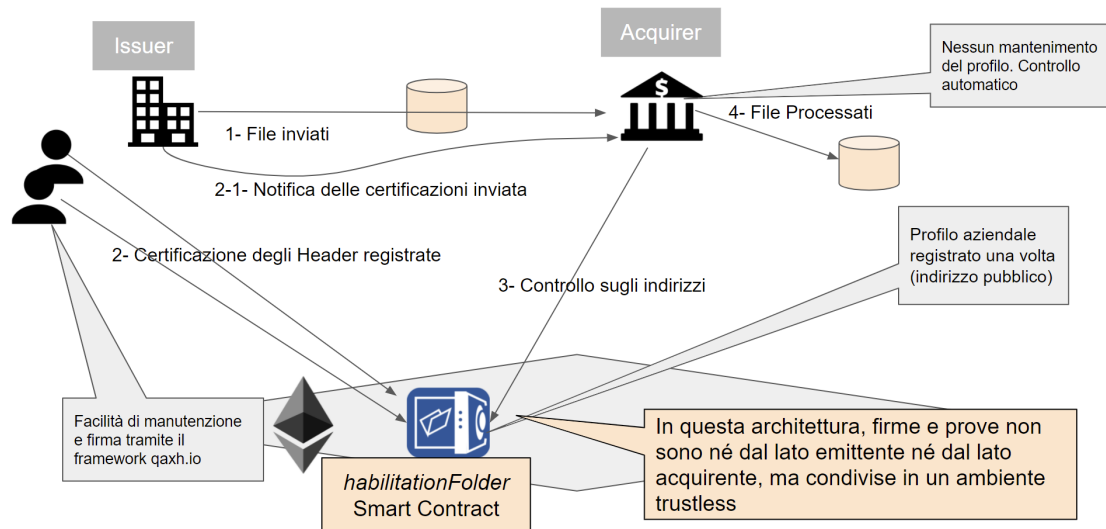 Issuer
Acquirer
Nessun mantenimento
del profilo. Controllo
automatico
$
1- File inviati
4- File Processati
2-1- Notifica delle certificazioni inviata
2- Certificazione degli Header registrate
3- Controllo sugli indirizzi
Profilo aziendale
registrato una volta
(indirizzo pubblico)
Facilità di manutenzione
e firma tramite il
framework qaxh.io
habilitationFolder
Smart Contract
In questa architettura, firme e prove non
sono né dal lato emittente né dal lato
acquirente, ma condivise in un ambiente
trustless